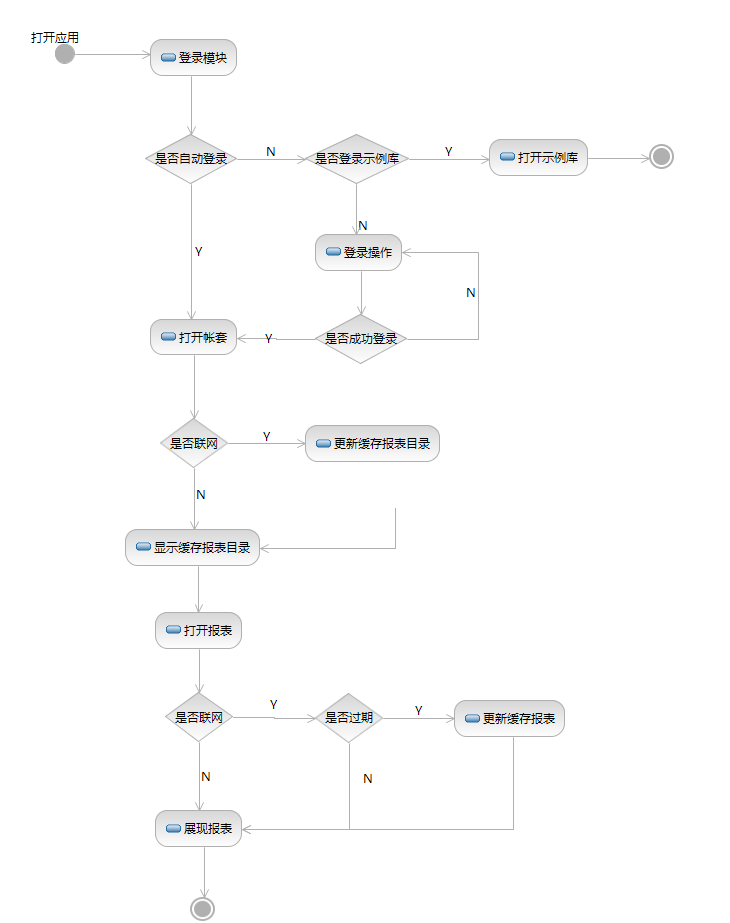 打开应用
登录模块
是否自动登录
N
是否登录示例库
Y
打开示例库
N
Y
登录操作
N
打开帐套
Y
是否成功登录
是否联网
Y
更新缓存报表目录
N
显示缓存报表目录
打开报表
是否联网
Y
是否过期
Y
更新缓存报表
N
N
展现报表